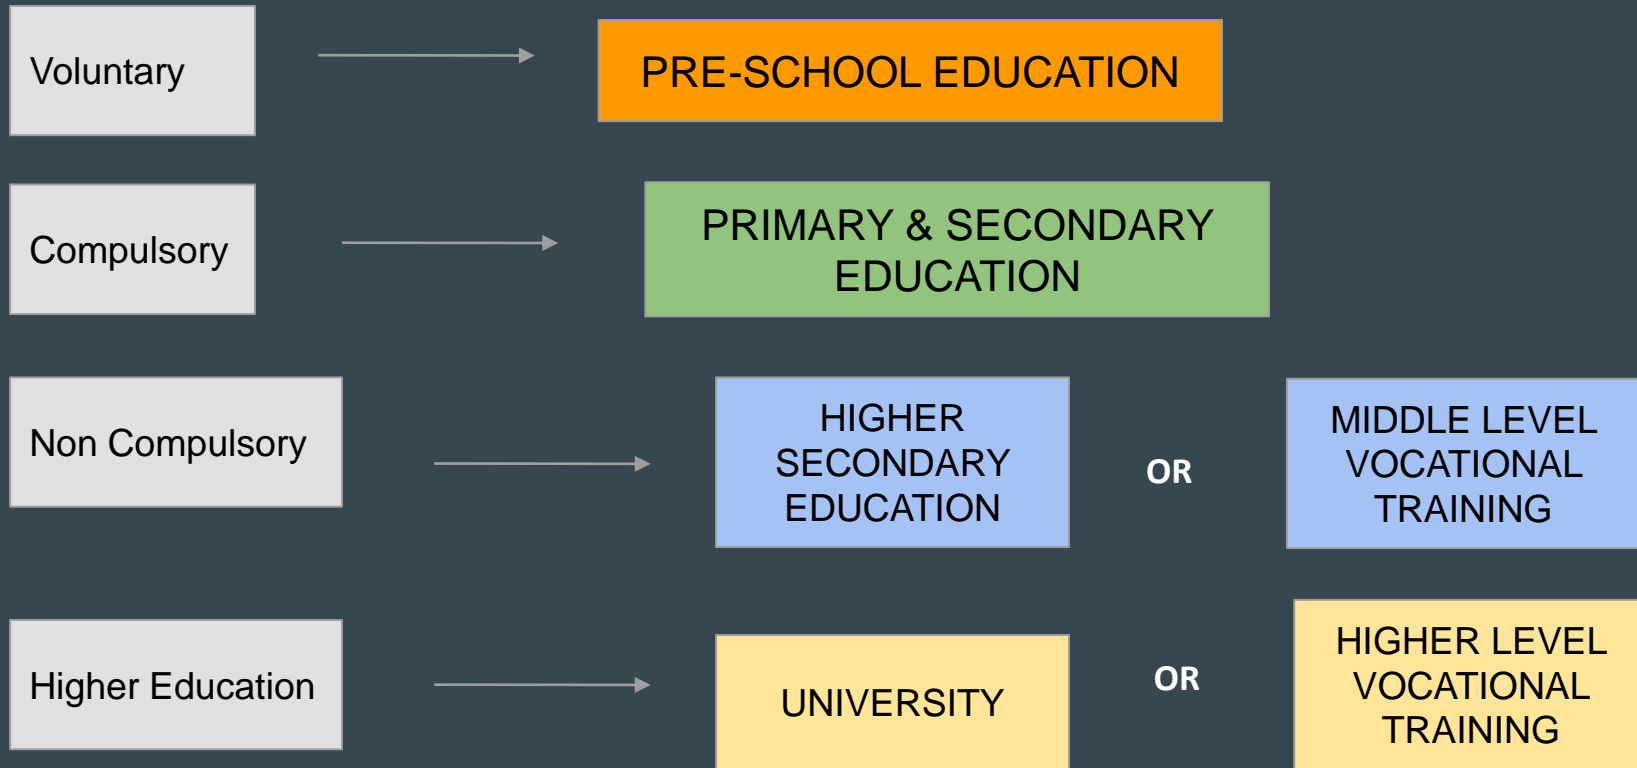 Voluntary
PRE-SCHOOL EDUCATION
Compulsory
PRIMARY & SECONDARY
EDUCATION
Non Compulsory
HIGHER
SECONDARY
EDUCATION
OR
MIDDLE LEVEL
VOCATIONAL
TRAINING
Higher Education
UNIVERSITY
OR
HIGHER LEVEL
VOCATIONAL
TRAINING